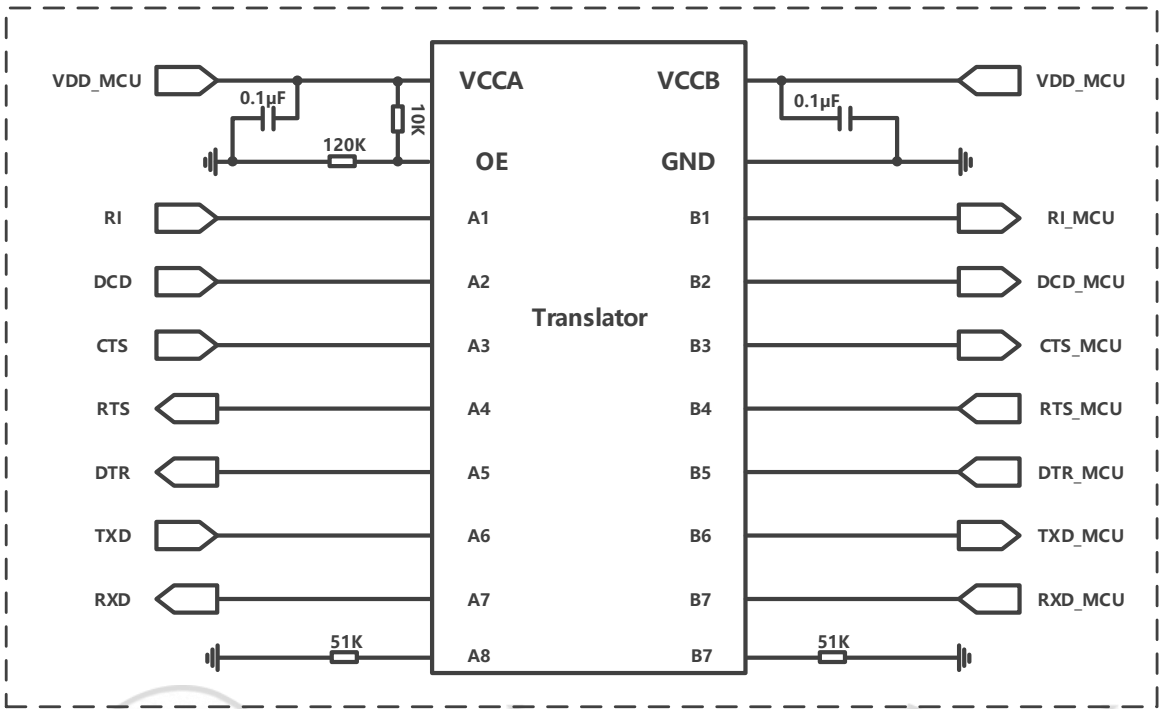 VDD_MCU VCCA VCCB VDD_MCU
0.1μF 10K 0.1μF
120K OE GND
RI A1 B1 RI_MCU
DCD A2 B2 DCD_MCU
Translator
CTS A3 B3 CTS_MCU
RTS A4 B4 RTS_MCU
DTR A5 B5 DTR_MCU
TXD A6 B6 TXD_MCU
RXD A7 B7 RXD_MCU
51K A8 B7 51K